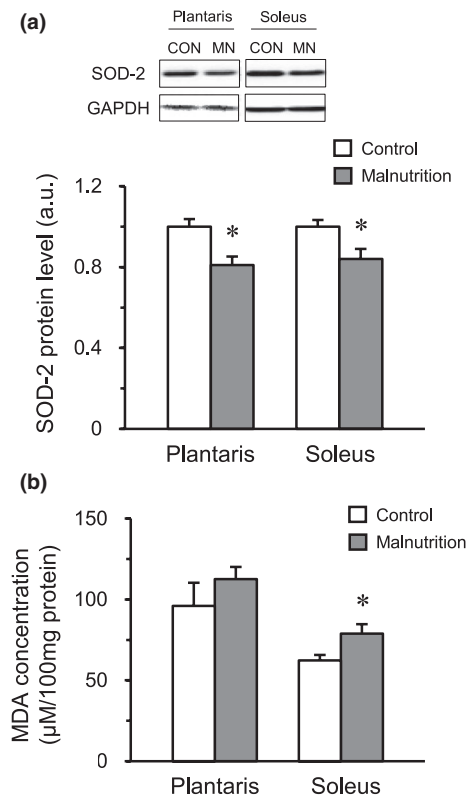 (a)
Plantaris Soleus
CON MN CON MN
SOD-2
GAPDH
Control
Malnutrition
SOD-2 protein level (a.u.)
1.2
0.8
0.4
0
* *
Plantaris Soleus
(b)
Control
Malnutrition
MDA concentration
(µM/100mg protein)
150
100
50
0
*
Plantaris Soleus